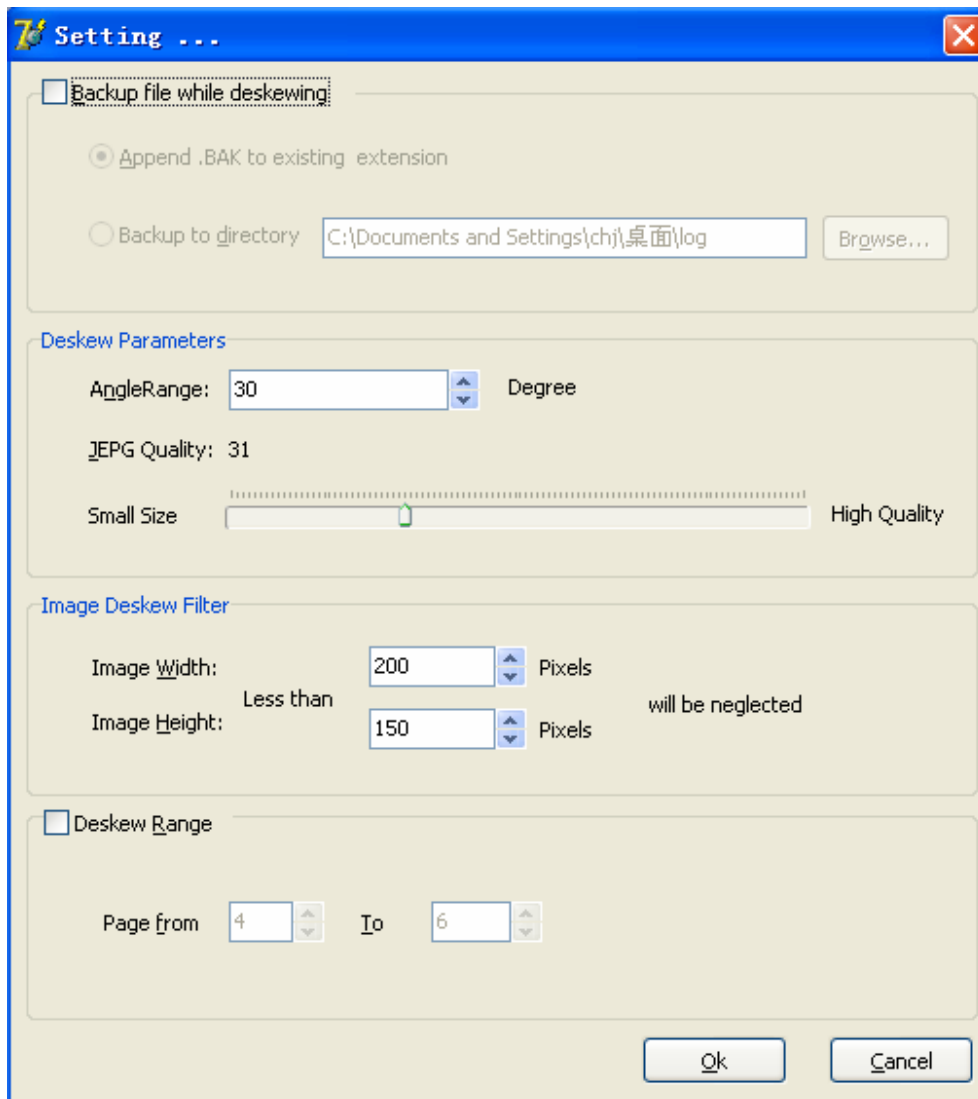 Setting ...
Backup file while deskewing
Append .BAK to existing extension
Backup to directory C:\Documents and Settings\chj\桌面\log Browse...
Deskew Parameters
AngleRange: 30 Degree
JEPG Quality: 31
Small Size High Quality
Image Deskew Filter
Image Width: 200 Pixels
Less than will be neglected
Image Height: 150 Pixels
Deskew Range
Page from 4 To 6
Ok Cancel